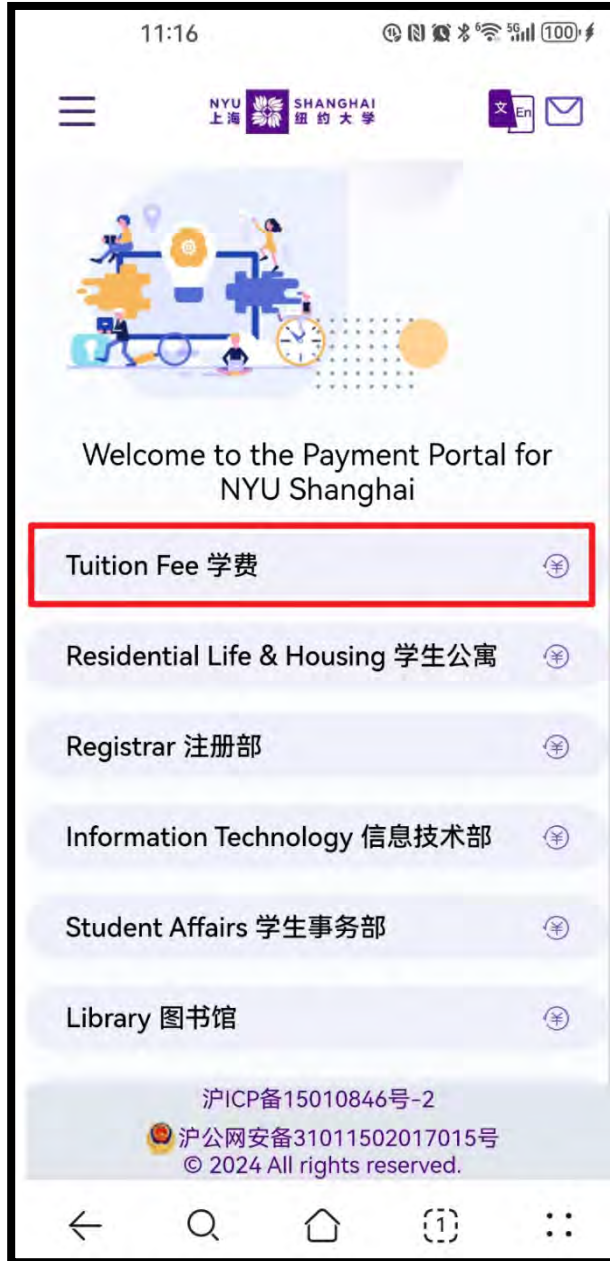 11:16
5G 100
NYU SHANGHAI
上海 纽约大学
文 En
Welcome to the Payment Portal for
NYU Shanghai
Tuition Fee 学费
Residential Life & Housing 学生公寓
Registrar 注册部
Information Technology 信息技术部
Student Affairs 学生事务部
Library 图书馆
沪ICP备15010846号-2
沪公网安备31011502017015号
© 2024 All rights reserved.
1